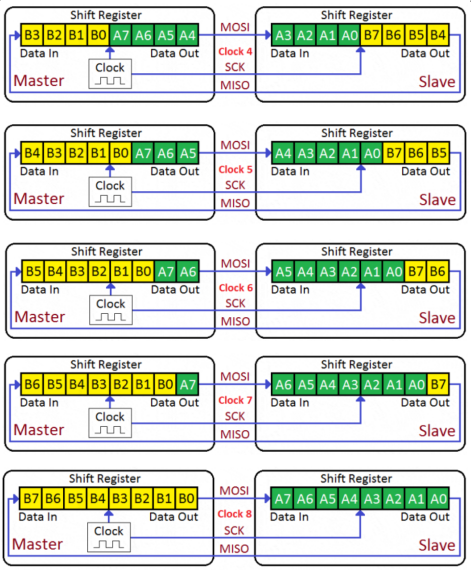 Shift Register MOSI Shift Register
B3 B2 B1 B0 A7 A6 A5 A4 A3 A2 A1 A0 B7 B6 B5 B4
Data In Data Out Clock 4 Data In Data Out
Clock SCK
Master MISO Slave
Shift Register MOSI Shift Register
B4 B3 B2 B1 B0 A7 A6 A5 A4 A3 A2 A1 A0 B7 B6 B5
Data In Data Out Clock 5 Data In Data Out
Clock SCK
Master MISO Slave
Shift Register MOSI Shift Register
B5 B4 B3 B2 B1 B0 A7 A6 A5 A4 A3 A2 A1 A0 B7 B6
Data In Data Out Clock 6 Data In Data Out
Clock SCK
Master MISO Slave
Shift Register MOSI Shift Register
B6 B5 B4 B3 B2 B1 B0 A7 A6 A5 A4 A3 A2 A1 A0 B7
Data In Data Out Clock 7 Data In Data Out
Clock SCK
Master MISO Slave
Shift Register MOSI Shift Register
B7 B6 B5 B4 B3 B2 B1 B0 A7 A6 A5 A4 A3 A2 A1 A0
Data In Data Out Clock 8 Data In Data Out
Clock SCK
Master MISO Slave